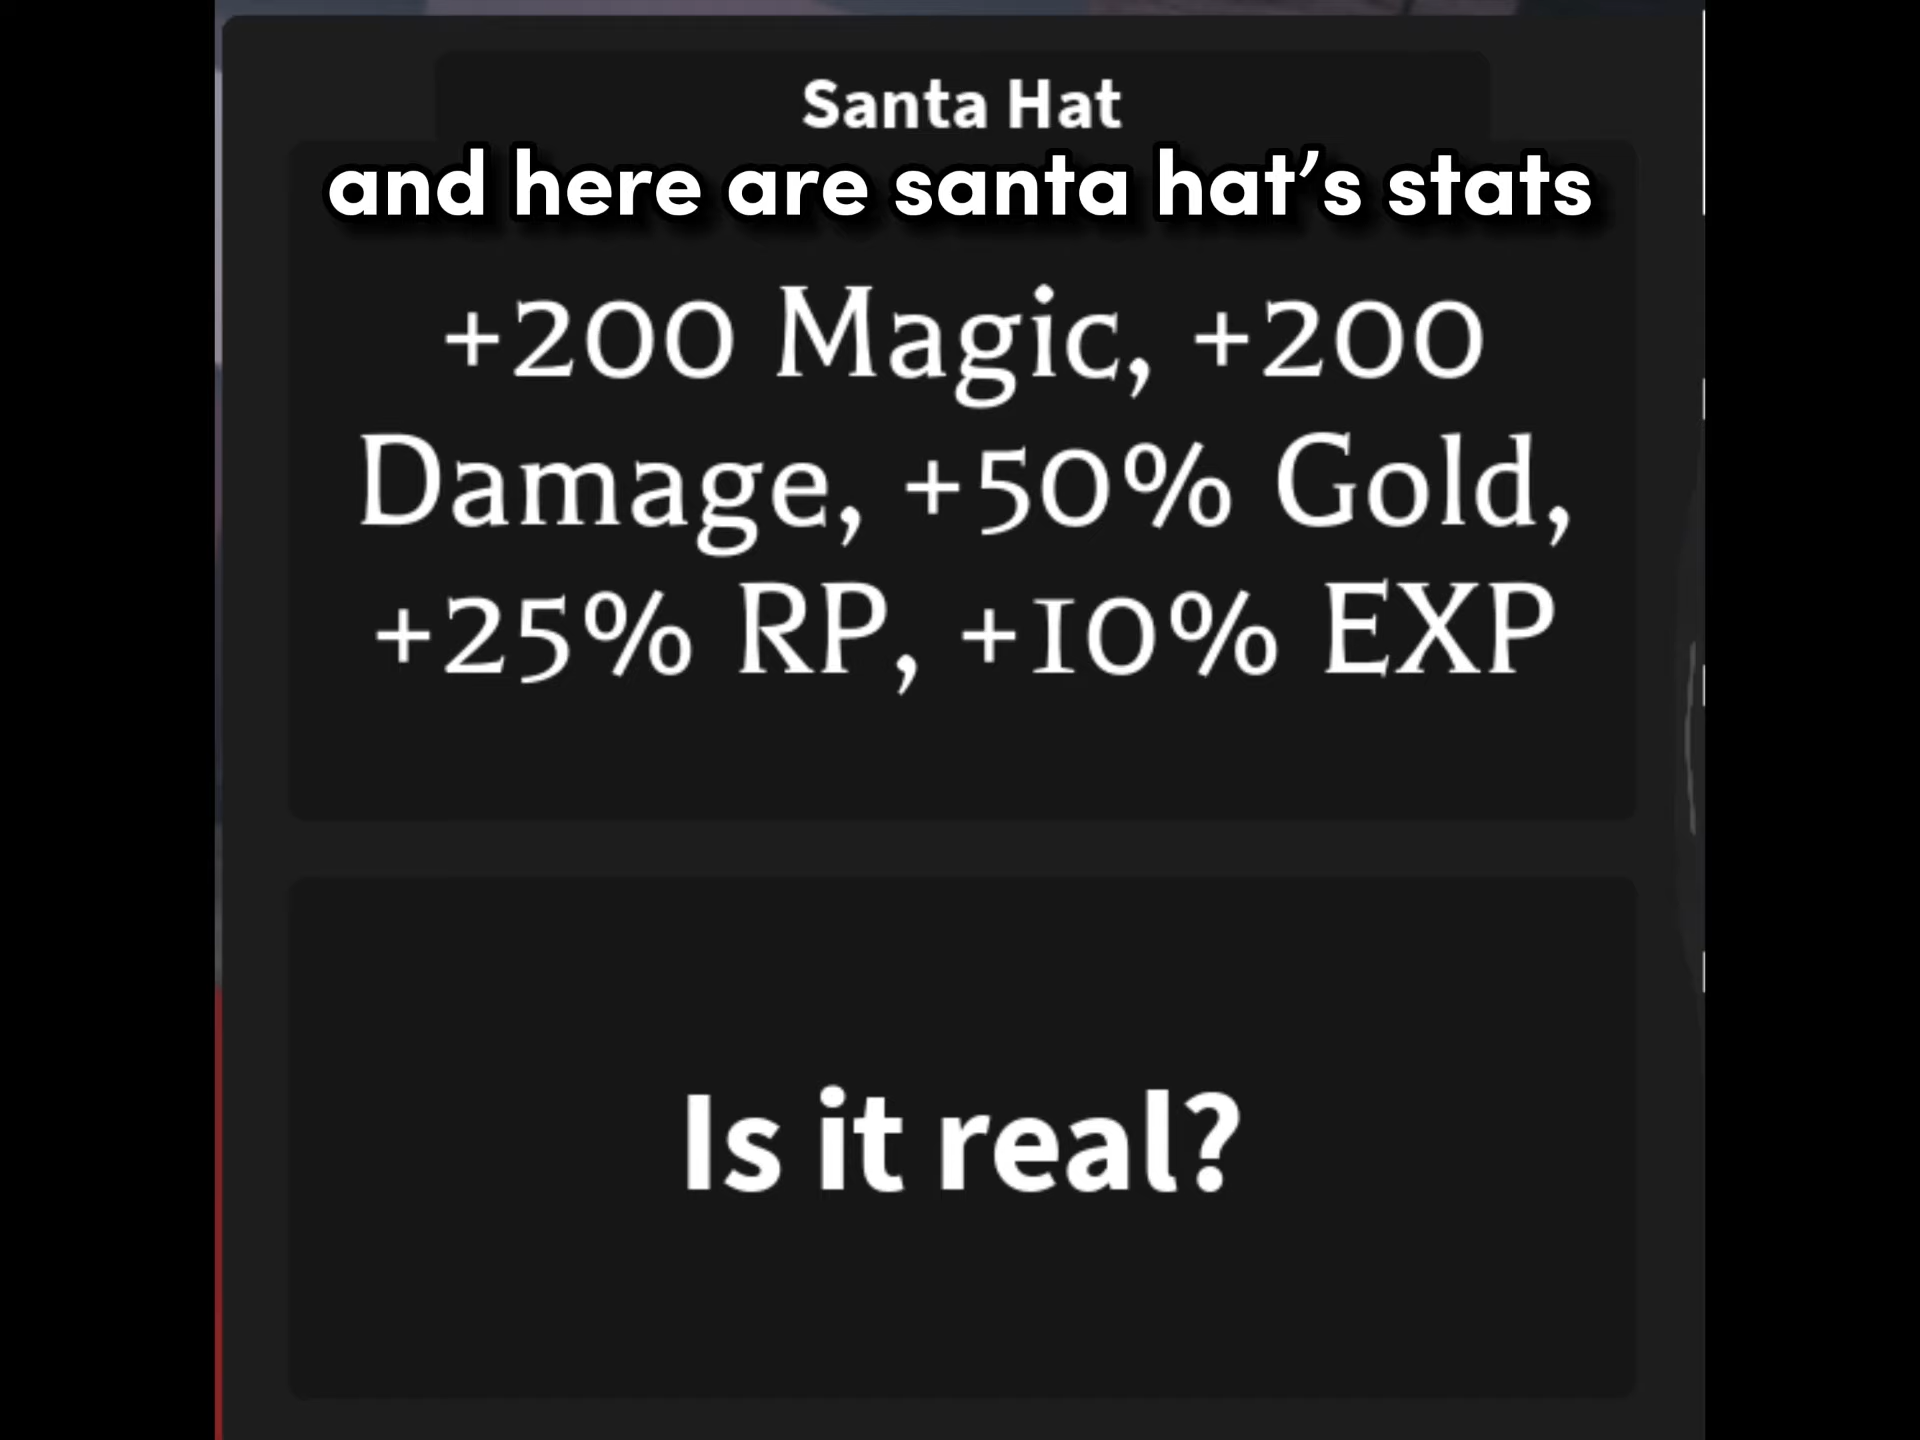 Santa Hat
and here are santa hat’s stats
+200 Magic, +200
Damage, +50% Gold,
+25% RP, +10% EXP
Is it real?